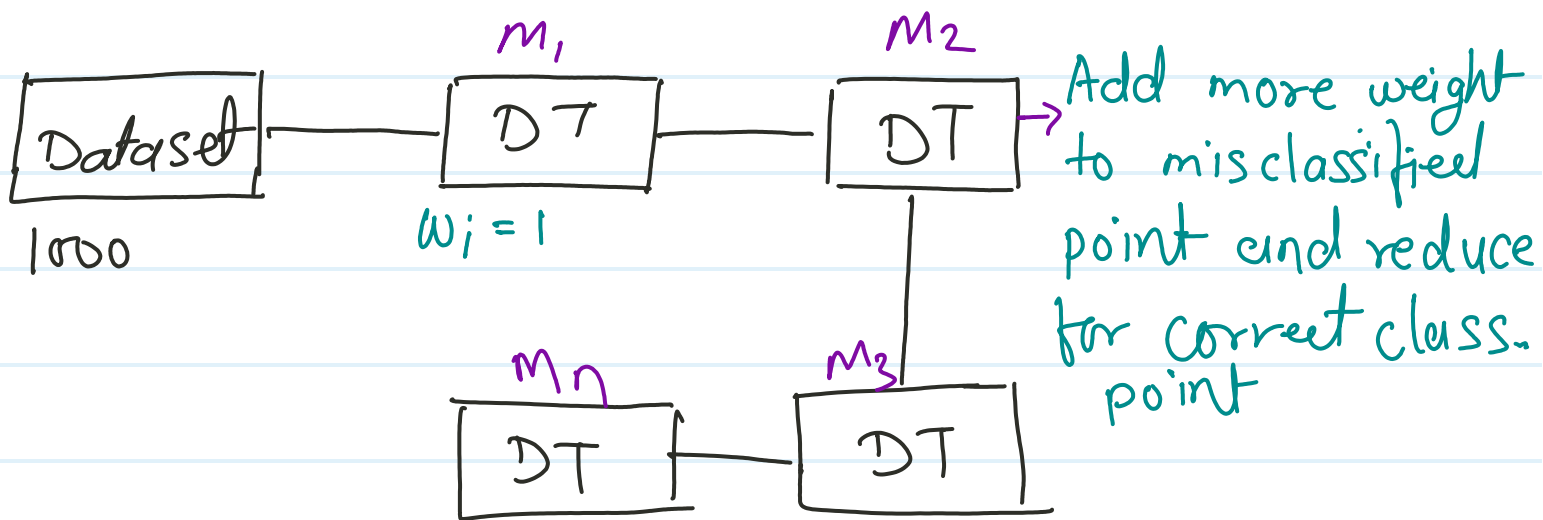 M1
M2
Dataset
DT
DT
1000
wi = 1
Add more weight
to misclassified
point and reduce
for correct class.
point
Mn
M3
DT
DT